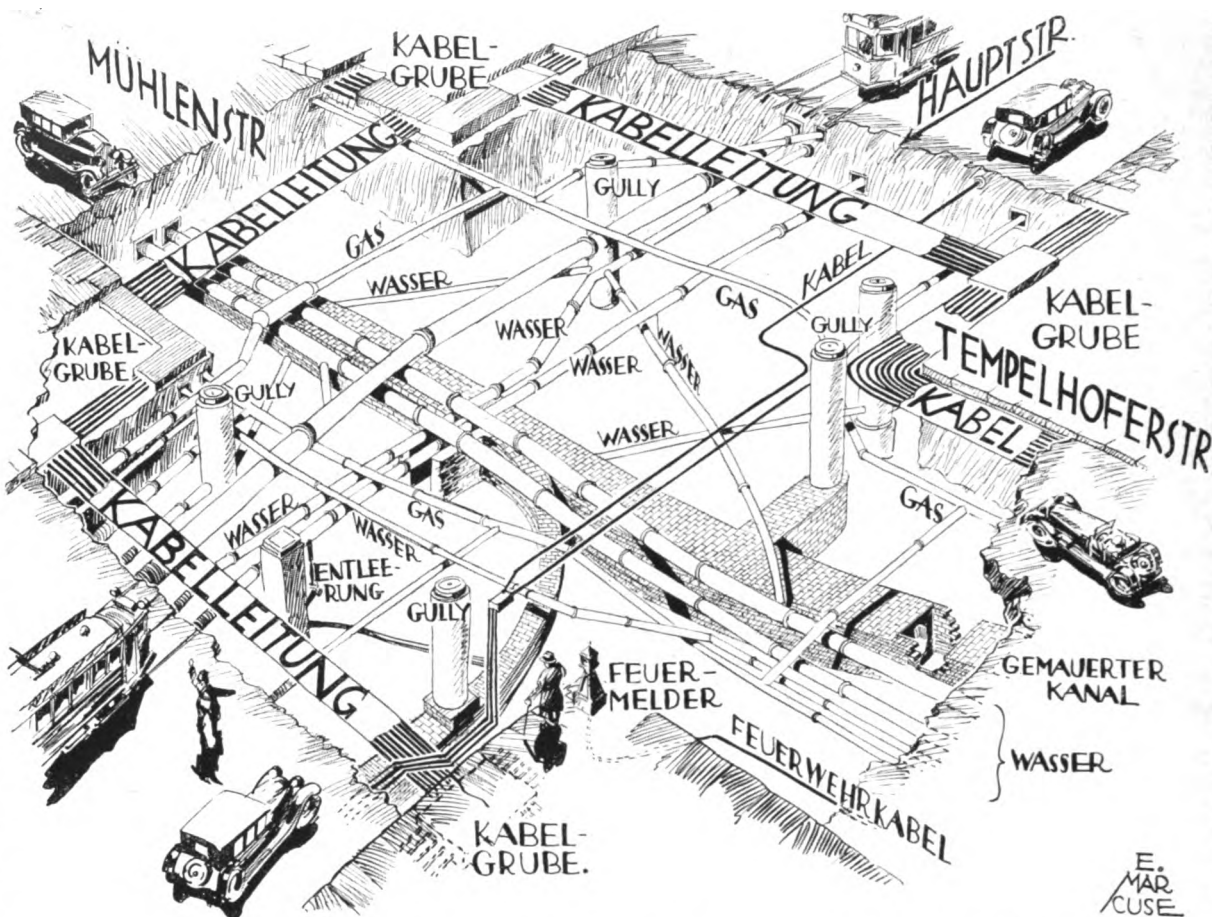 MÜHLENSTR
KABEL-
GRUBE
HAUPTSTR.
KABELLEITUNG
KABELLEITUNG
GULLY
GAS
WASSER
KABEL
GAS
KABEL-
GRUBE
KABEL-
GRUBE
WASSER
WASSER
WASSER
GULLY
GULLY
TEMPELHOFERSTR
KABEL
WASSER
GAS
KABELLEITUNG
WASSER
WASSER
GAS
ENTLEE-
RUNG
GULLY
FEUER-
MELDER
GEMAUERTER
KANAL
WASSER
FEUERWEHRKABEL
KABEL-
GRUBE.
E.
MAR
CUSE